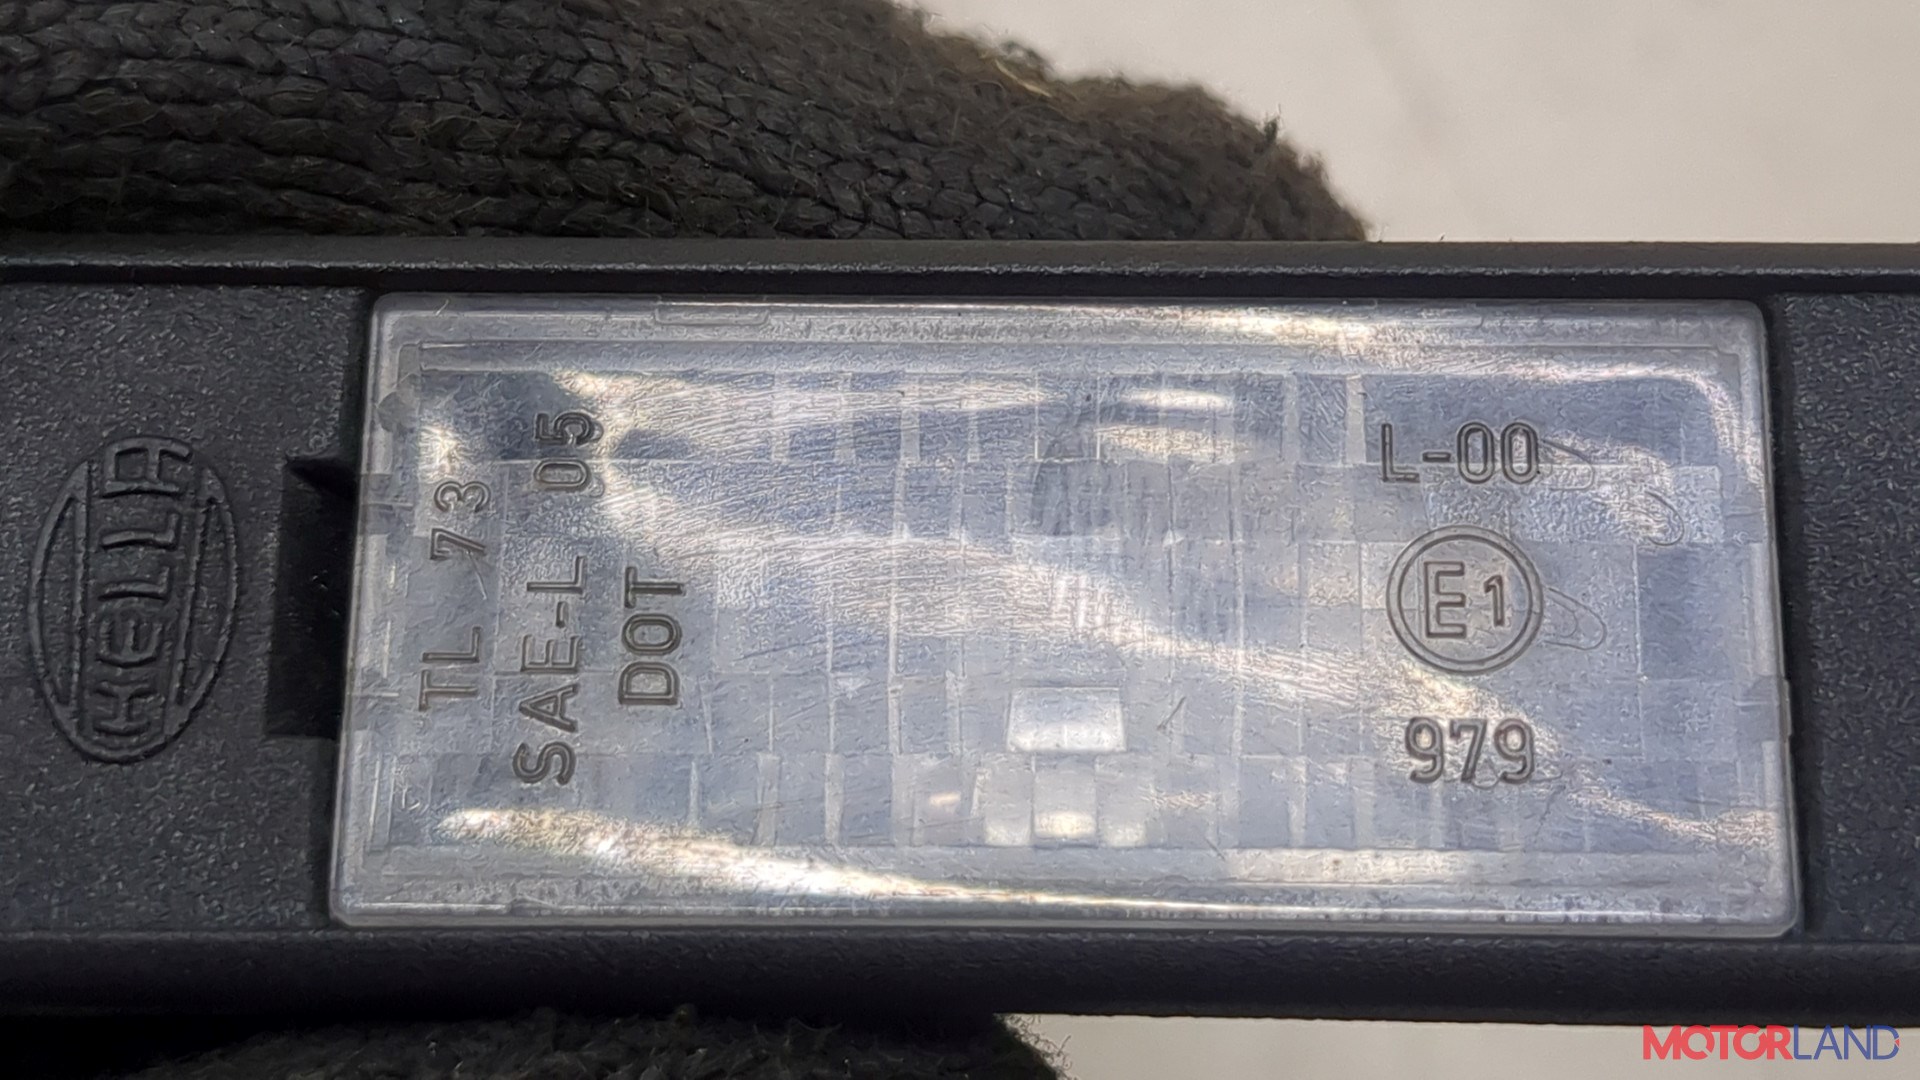 HELLA
TL 73
SAE-L 05
DOT
L-00
E1
979
MOTORLAND